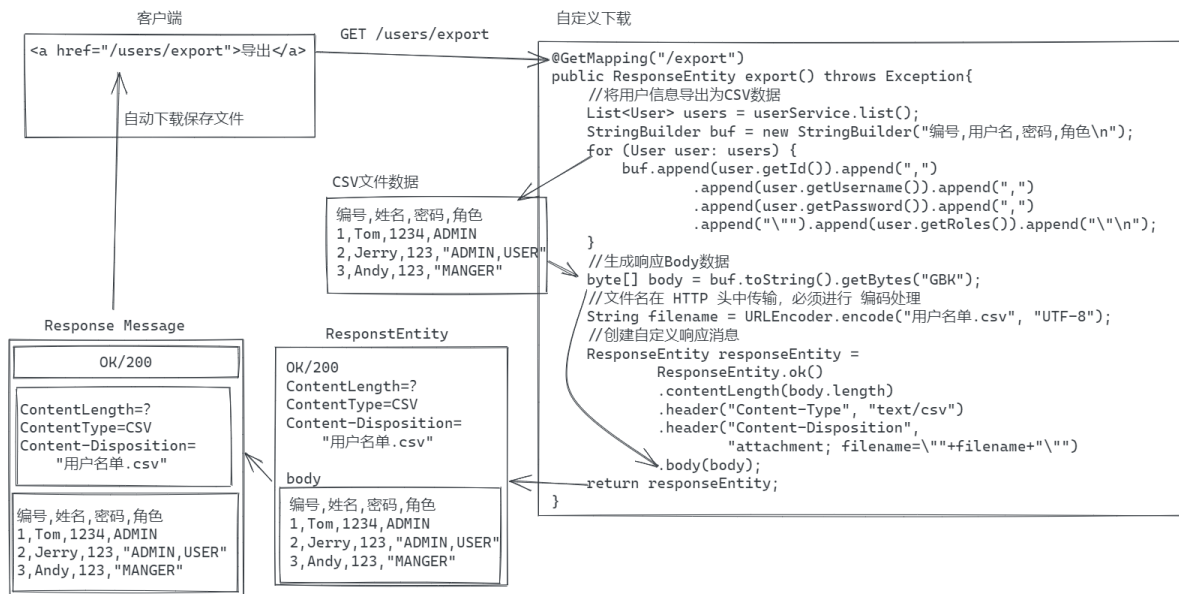 客户端
<a href="/users/export">导出</a>
自动下载保存文件
GET /users/export
自定义下载
@GetMapping("/export")
public ResponseEntity export() throws Exception{
//将用户信息导出为CSV数据
List<User> users = userService.list();
StringBuilder buf = new StringBuilder("编号,用户名,密码,角色\n");
for (User user: users) {
buf.append(user.getId()).append(",")
.append(user.getUsername()).append(",")
.append(user.getPassword()).append(",")
.append("\"").append(user.getRoles()).append("\"\n");
}
//生成响应Body数据
byte[] body = buf.toString().getBytes("GBK");
//文件名在 HTTP 头中传输，必须进行 编码处理
String filename = URLEncoder.encode("用户名单.csv", "UTF-8");
//创建自定义响应消息
ResponseEntity responseEntity =
ResponseEntity.ok()
.contentLength(body.length)
.header("Content-Type", "text/csv")
.header("Content-Disposition",
"attachment; filename=\""+filename+"\"")
.body(body);
return responseEntity;
}
CSV文件数据
编号,姓名,密码,角色
1,Tom,1234,ADMIN
2,Jerry,123,"ADMIN,USER"
3,Andy,123,"MANGER"
ResponstEntity
OK/200
ContentLength=?
ContentType=CSV
Content-Disposition=
"用户名单.csv"
body
编号,姓名,密码,角色
1,Tom,1234,ADMIN
2,Jerry,123,"ADMIN,USER"
3,Andy,123,"MANGER"
Response Message
OK/200
ContentLength=?
ContentType=CSV
Content-Disposition=
"用户名单.csv"
编号,姓名,密码,角色
1,Tom,1234,ADMIN
2,Jerry,123,"ADMIN,USER"
3,Andy,123,"MANGER"